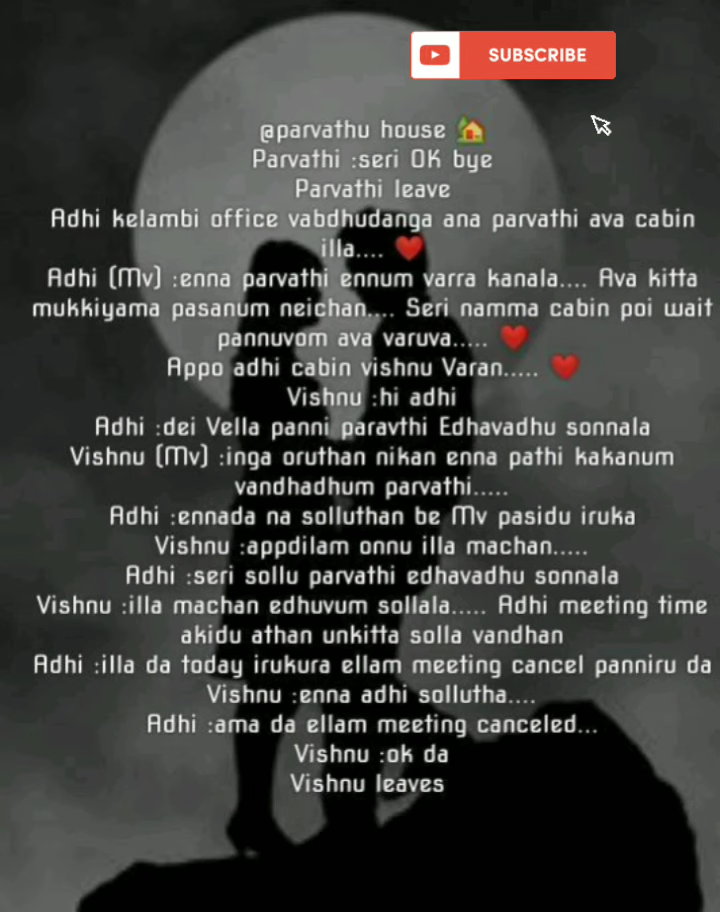 SUBSCRIBE
@parvathu house 🏡
Parvathi :seri OK bye
Parvathi leave
Adhi kelambi office vabdhudanga ana parvathi ava cabin
illa.... ❤️
Adhi (Mv) :enna parvathi ennum varra kanala.... Ava kitta
mukkiyama pasanum neichan.... Seri namma cabin poi wait
pannuvom ava varuva..... ❤️
Appo adhi cabin vishnu Varan..... ❤️
Vishnu :hi adhi
Adhi :dei Vella panni paravthi Edhavadhu sonnala
Vishnu (Mv) :inga oruthan nikan enna pathi kakanum
vandhadhum parvathi.....
Adhi :ennada na solluthan be Mv pasidu iruka
Vishnu :appdilam onnu illa machan.....
Adhi :seri sollu parvathi edhavadhu sonnala
Vishnu :illa machan edhuvum sollala..... Adhi meeting time
akidu athan unkitta solla vandhan
Adhi :illa da today irukura ellam meeting cancel panniru da
Vishnu :enna adhi sollutha....
Adhi :ama da ellam meeting canceled...
Vishnu :ok da
Vishnu leaves